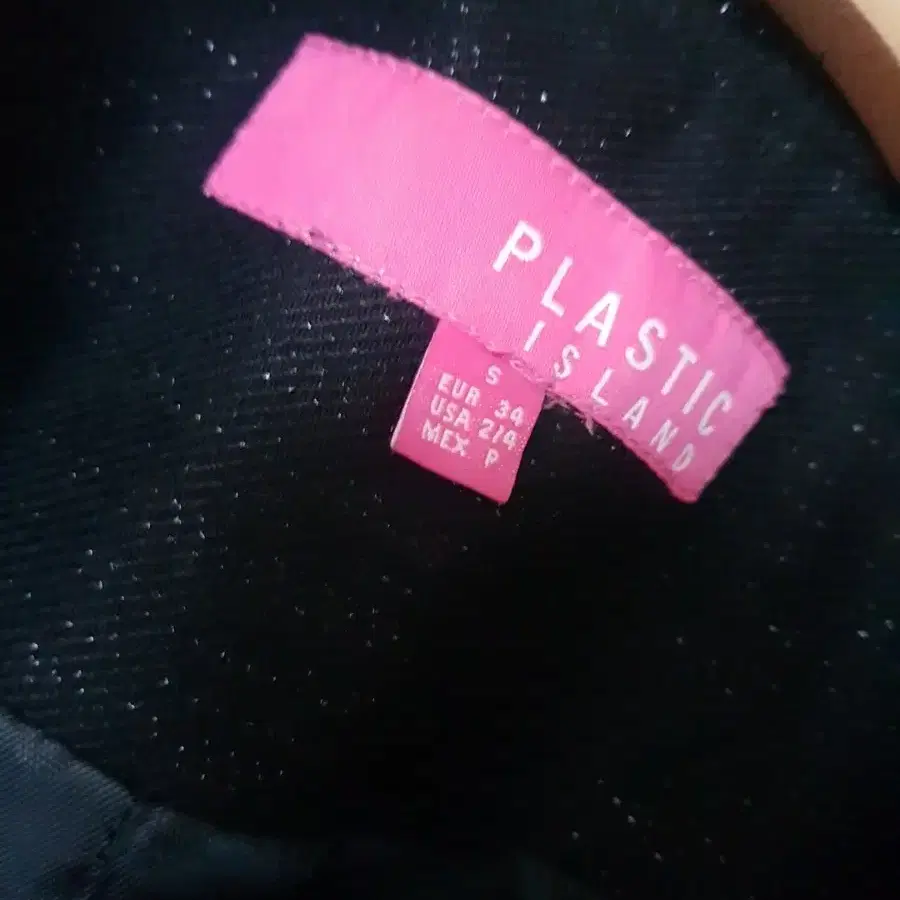 PLASTIC
ISLAND
S
EUR 34
USA 2/4
MEX P